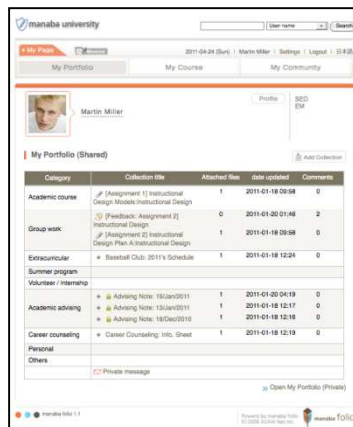 manaba university
User name
Search
My Page
2011-04-24 (Sun) | Martin Miller | Settings | Logout | 日本語
My Portfolio
My Course
My Community
Martin Miller
Profile
SED
EM
My Portfolio (Shared)
Add Collection
Category Collection title Attached files date updated Comments
Academic course [Assignment 1] Instructional Design Models:Instructional Design 1 2011-01-18 09:58 0
Group work [Feedback: Assignment 2] Instructional Design 0 2011-01-20 01:46 2
[Assignment 2] Instructional Design Plan A:Instructional Design 1 2011-01-18 09:58 0
Extracurricular Baseball Club: 2011's Schedule 1 2011-01-18 12:24 0
Summer program
Volunteer / Internship
Academic advising Advising Note: 19/Jan/2011 1 2011-01-20 04:19 0
Advising Note: 13/Jan/2011 1 2011-01-18 12:17 0
Advising Note: 16/Dec/2010 1 2011-01-18 12:16 0
Career counseling Career Counseling: Info. Sheet 1 2011-01-18 12:19 0
Personal
Others
Private message
Open My Portfolio (Private)
manaba folio 1.1
Powered by manaba folio
manaba folio